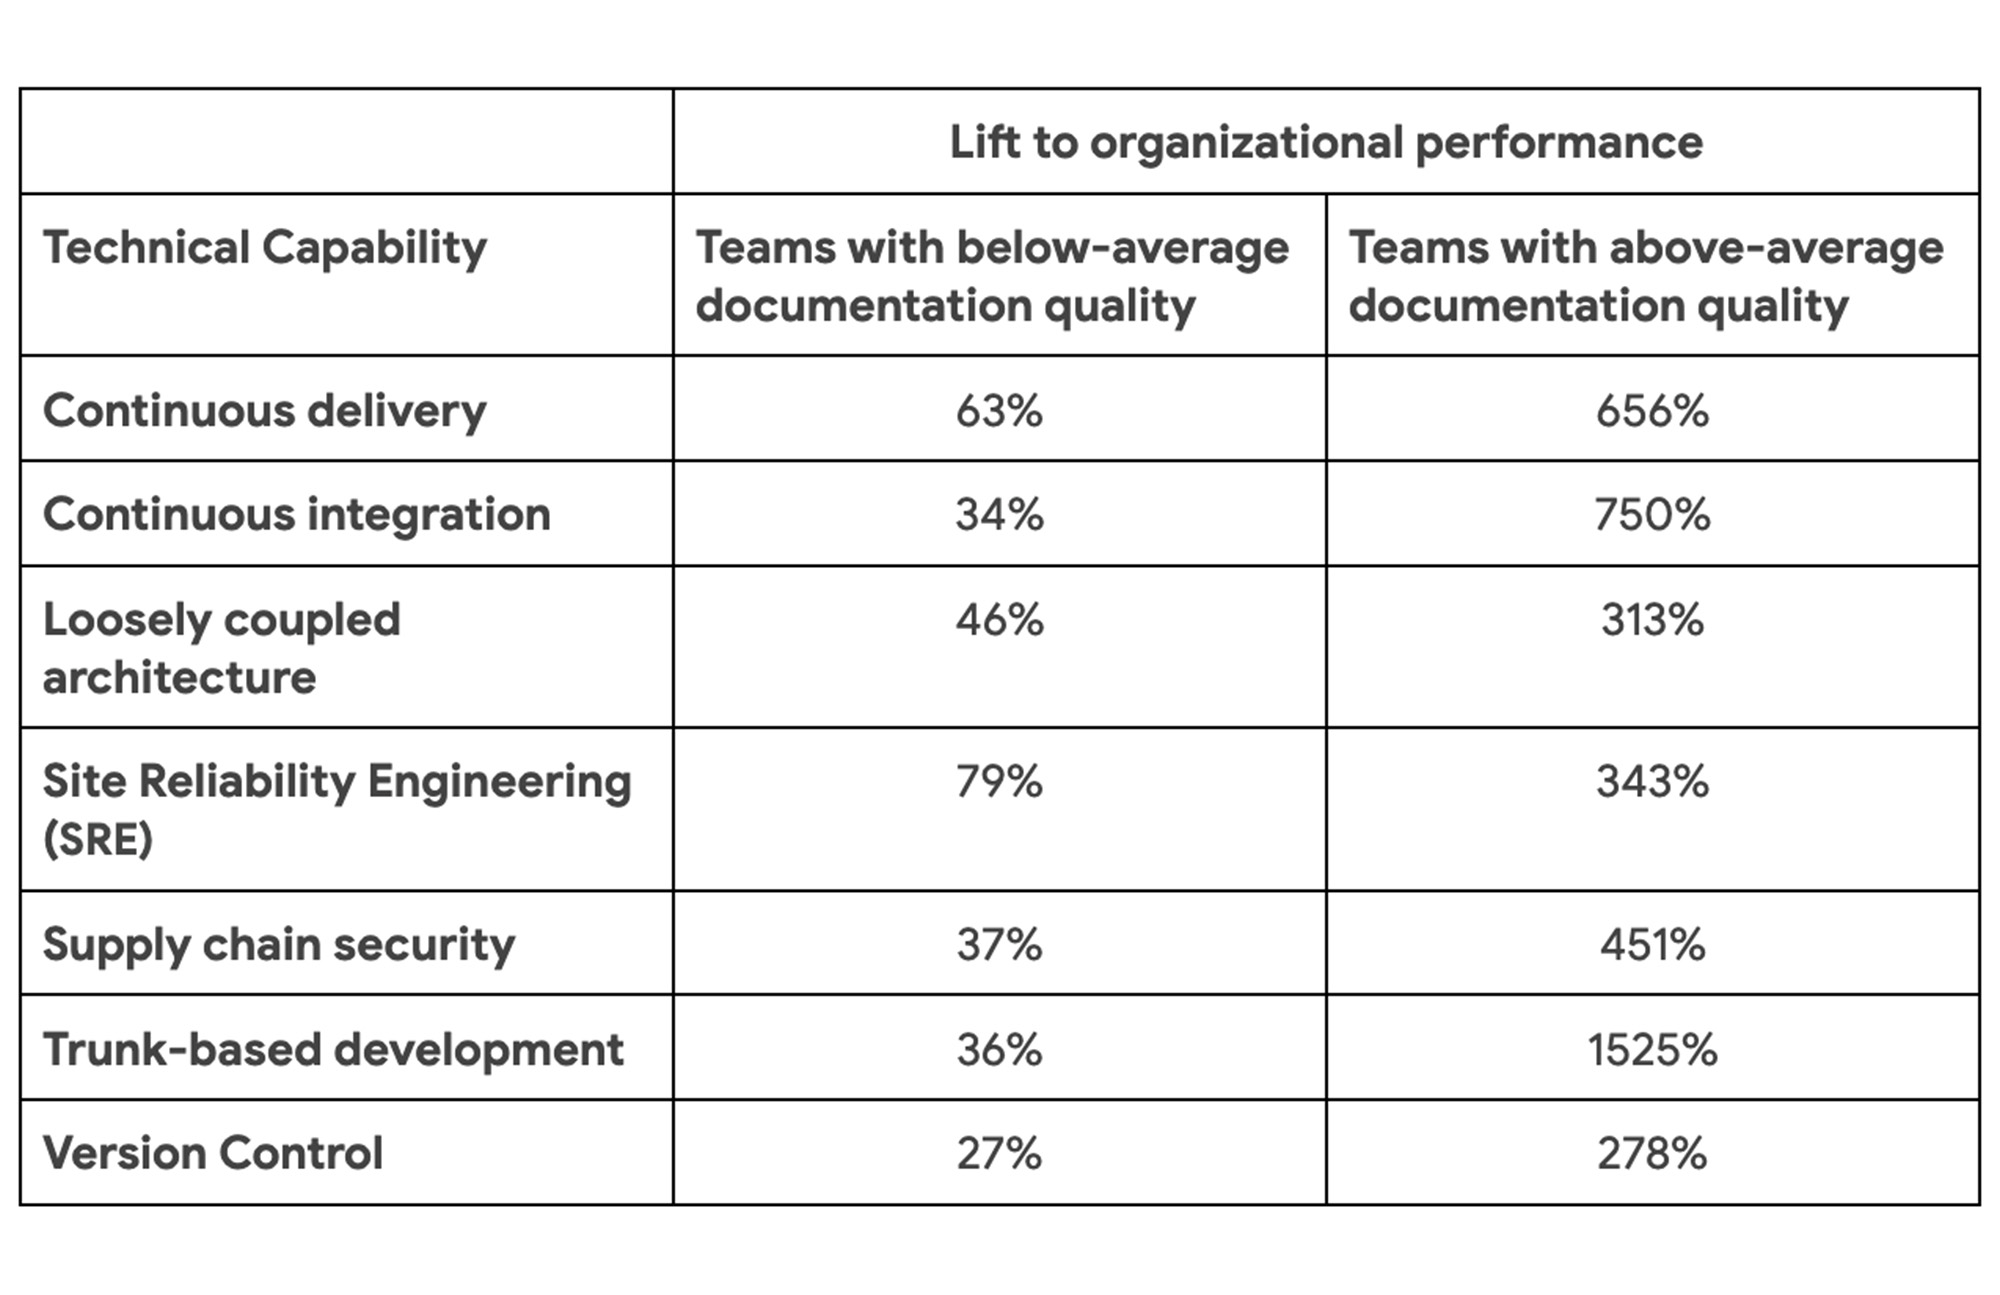 Lift to organizational performance
Technical Capability
Teams with below-average
documentation quality
Teams with above-average
documentation quality
Continuous delivery
63%
656%
Continuous integration
34%
750%
Loosely coupled
architecture
46%
313%
Site Reliability Engineering
(SRE)
79%
343%
Supply chain security
37%
451%
Trunk-based development
36%
1525%
Version Control
27%
278%